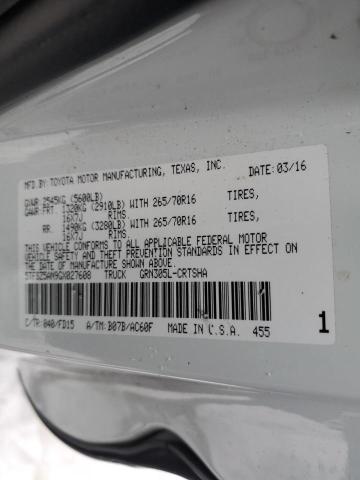 MFD.BY:TOYOTA MOTOR MANUFACTURING, TEXAS, INC. DATE:03/16
GVWR 2545KG (5600LB)
GAWR:FRT. 1320KG (2910LB) WITH 265/70R16 TIRES,
16X7J RIMS,
RR. 1490KG (3280LB) WITH 265/70R16 TIRES,
16X7J RIMS.
THIS VEHICLE CONFORMS TO ALL APPLICABLE FEDERAL MOTOR
VEHICLE SAFETY, BUMPER AND THEFT PREVENTION STANDARDS IN
EFFECT ON THE DATE OF MANUFACTURE SHOWN ABOVE.
5TFSZ5AN9GX027688 TRUCK GRN305L-CRTSHA
C/TR:040/FD15 A/TM:B07B/AC60F MADE IN U.S.A. 455 1